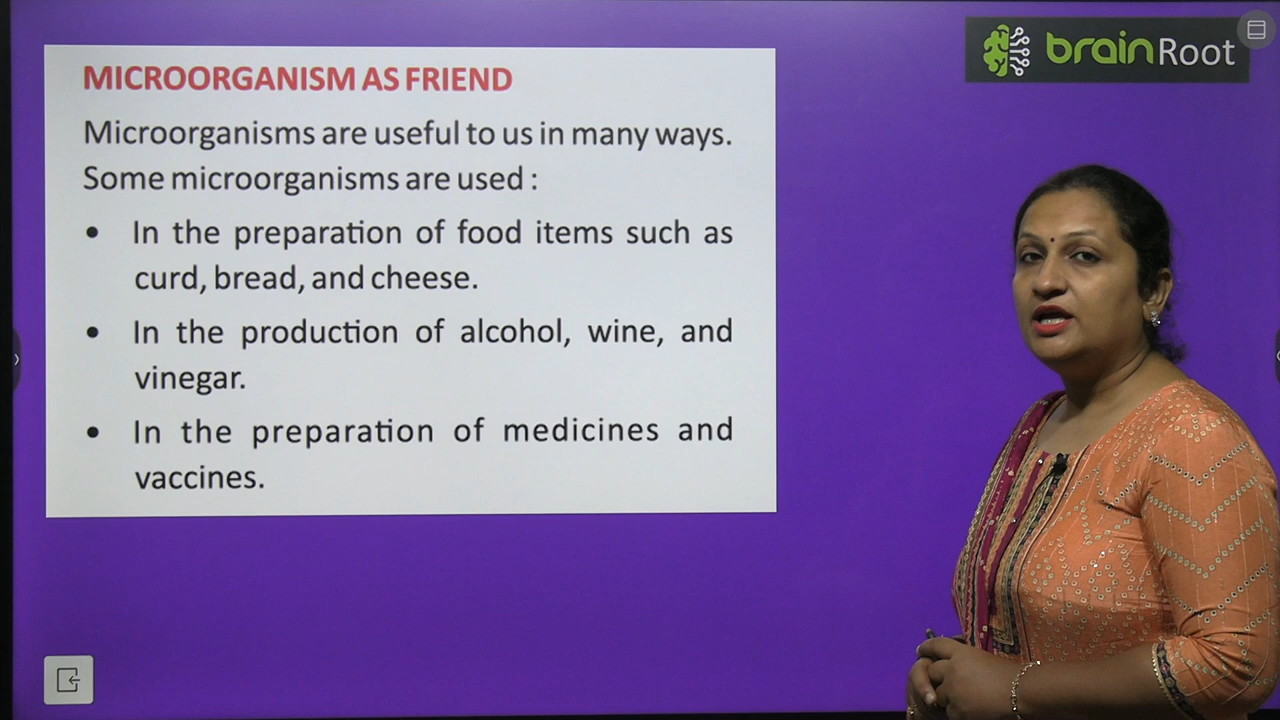 brainRoot
MICROORGANISM AS FRIEND
Microorganisms are useful to us in many ways.
Some microorganisms are used :
• In the preparation of food items such as
curd, bread, and cheese.
• In the production of alcohol, wine, and
vinegar.
• In the preparation of medicines and
vaccines.